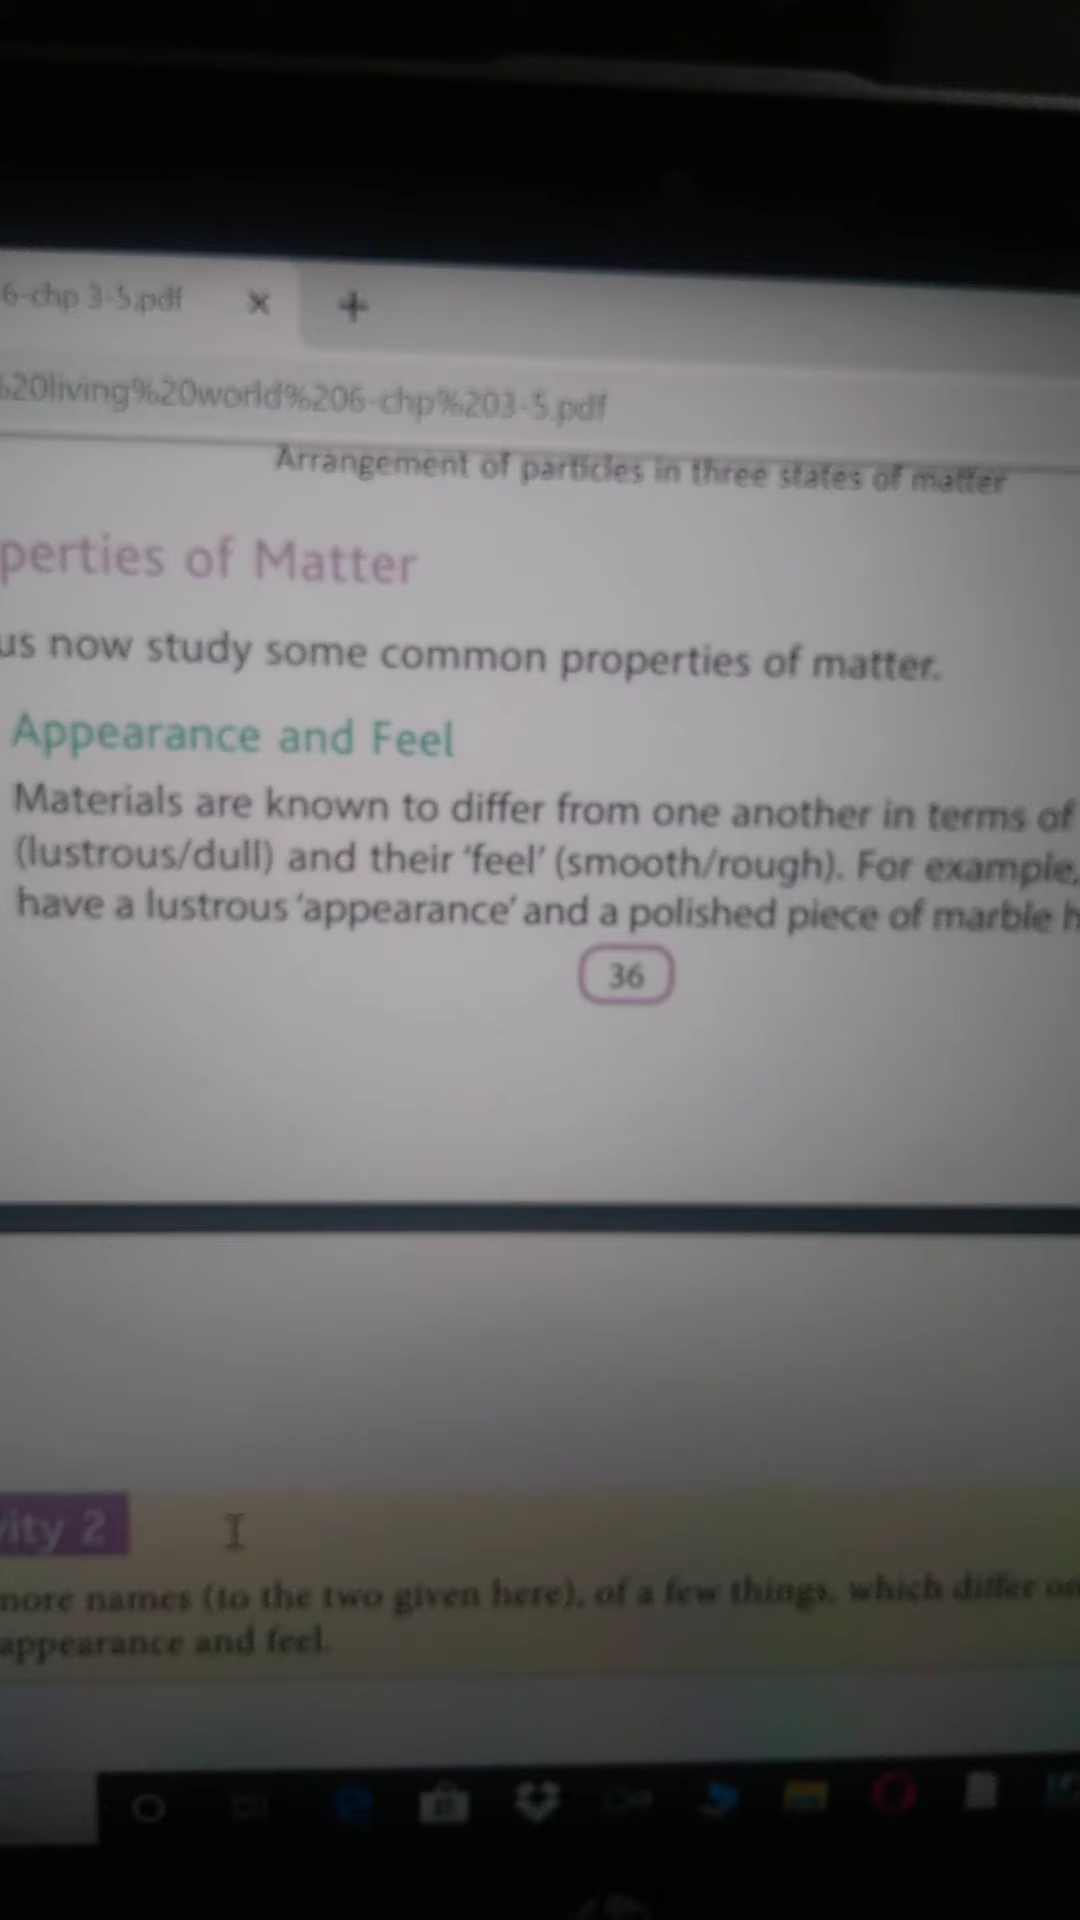 6-chp 3-5.pdf
%20living%20world%206-chp%203-5.pdf
Arrangement of particles in three states of matter
perties of Matter
us now study some common properties of matter.
Appearance and Feel
Materials are known to differ from one another in terms of
(lustrous/dull) and their ‘feel’ (smooth/rough). For example,
have a lustrous ‘appearance’ and a polished piece of marble h
36
vity 2
more names (to the two given here), of a few things, which differ on
appearance and feel.